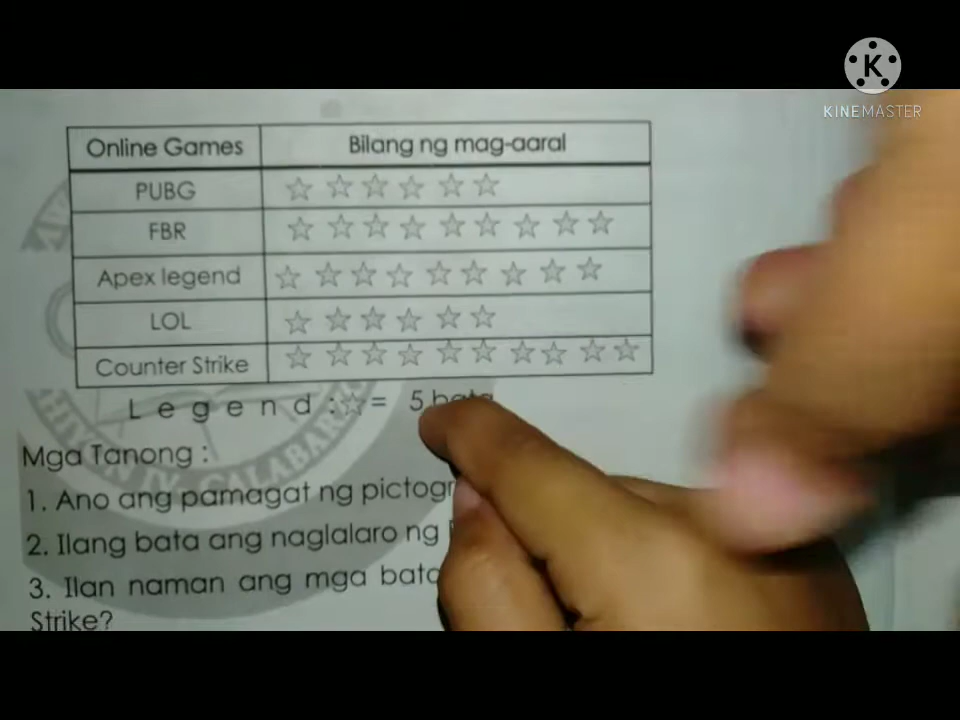 KINEMASTER
Online Games Bilang ng mag-aaral
PUBG ☆ ☆ ☆ ☆ ☆ ☆
FBR ☆ ☆ ☆ ☆ ☆ ☆ ☆ ☆ ☆
Apex legend ☆ ☆ ☆ ☆ ☆ ☆ ☆ ☆ ☆
LOL ☆ ☆ ☆ ☆ ☆ ☆
Counter Strike ☆ ☆ ☆ ☆ ☆ ☆ ☆ ☆ ☆ ☆
Legend:☆= 5 bata
Mga Tanong :
1. Ano ang pamagat ng
2. Ilang bata ang naglalaro ng
3. Ilan naman ang mga
Strike?